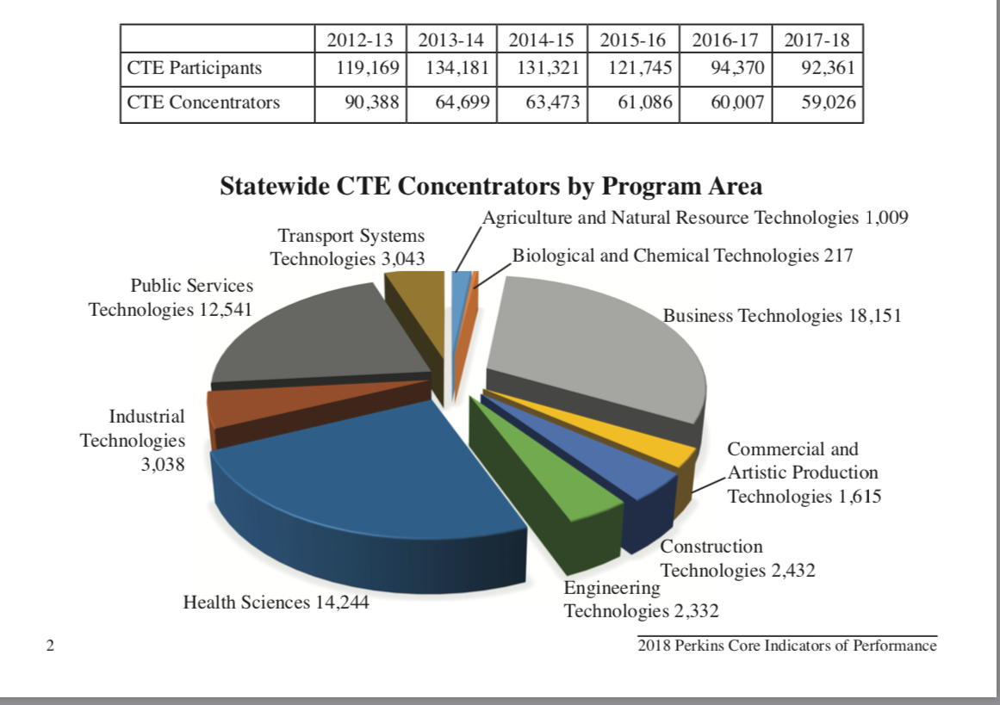 2012-13 2013-14 2014-15 2015-16 2016-17 2017-18
CTE Participants 119,169 134,181 131,321 121,745 94,370 92,361
CTE Concentrators 90,388 64,699 63,473 61,086 60,007 59,026
Statewide CTE Concentrators by Program Area
Agriculture and Natural Resource Technologies 1,009
Transport Systems
Technologies 3,043
Biological and Chemical Technologies 217
Public Services
Technologies 12,541
Business Technologies 18,151
Industrial
Technologies
3,038
Commercial and
Artistic Production
Technologies 1,615
Construction
Technologies 2,432
Engineering
Technologies 2,332
Health Sciences 14,244
2
2018 Perkins Core Indicators of Performance